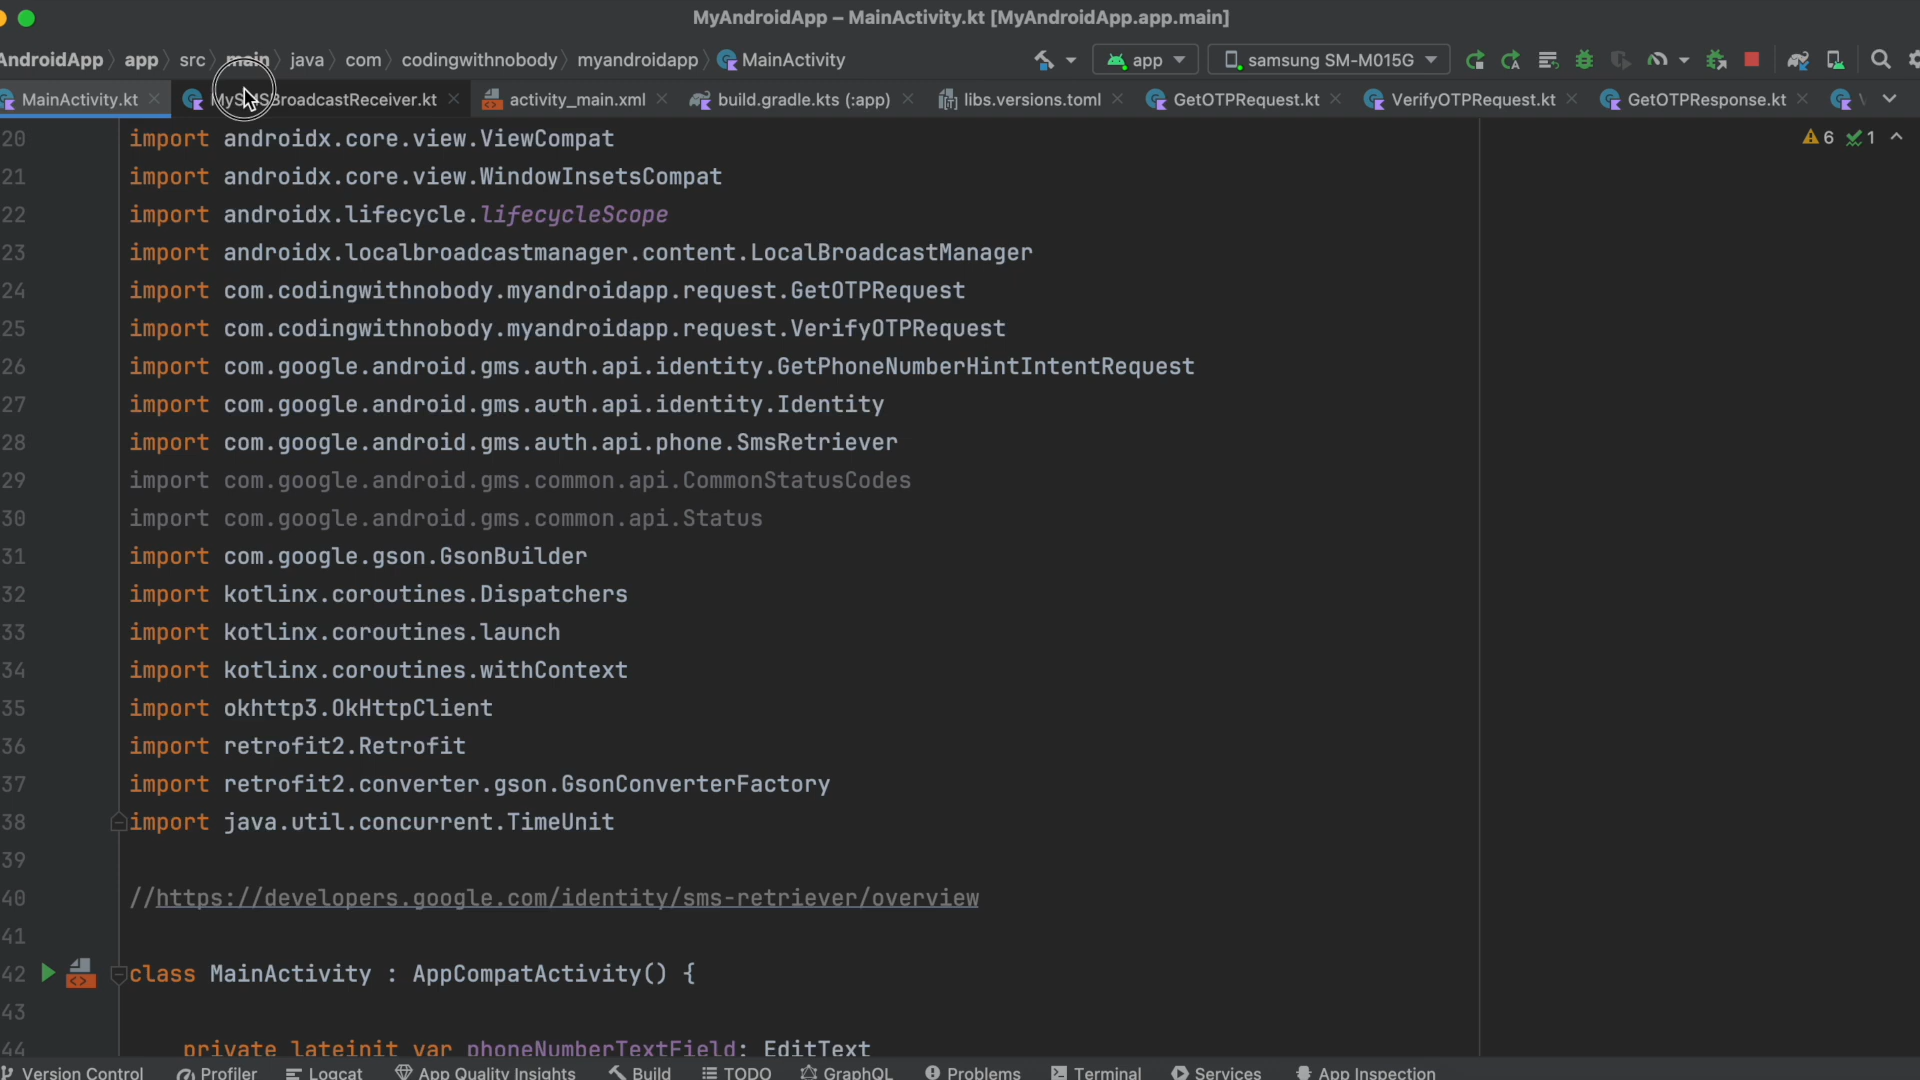 MyAndroidApp – MainActivity.kt [MyAndroidApp.app.main]
AndroidApp app src main java com codingwithnobody myandroidapp MainActivity app samsung SM-M015G
MainActivity.kt MySMSBroadcastReceiver.kt activity_main.xml build.gradle.kts (:app) libs.versions.toml GetOTPRequest.kt VerifyOTPRequest.kt GetOTPResponse.kt
6 1
20 import androidx.core.view.ViewCompat
21 import androidx.core.view.WindowInsetsCompat
22 import androidx.lifecycle.lifecycleScope
23 import androidx.localbroadcastmanager.content.LocalBroadcastManager
24 import com.codingwithnobody.myandroidapp.request.GetOTPRequest
25 import com.codingwithnobody.myandroidapp.request.VerifyOTPRequest
26 import com.google.android.gms.auth.api.identity.GetPhoneNumberHintIntentRequest
27 import com.google.android.gms.auth.api.identity.Identity
28 import com.google.android.gms.auth.api.phone.SmsRetriever
29 import com.google.android.gms.common.api.CommonStatusCodes
30 import com.google.android.gms.common.api.Status
31 import com.google.gson.GsonBuilder
32 import kotlinx.coroutines.Dispatchers
33 import kotlinx.coroutines.launch
34 import kotlinx.coroutines.withContext
35 import okhttp3.OkHttpClient
36 import retrofit2.Retrofit
37 import retrofit2.converter.gson.GsonConverterFactory
38 import java.util.concurrent.TimeUnit
39
40 //https://developers.google.com/identity/sms-retriever/overview
41
42 class MainActivity : AppCompatActivity() {
43
44 private lateinit var phoneNumberTextField: EditText
Version Control Profiler Logcat App Quality Insights Build TODO GraphQL Problems Terminal Services App Inspection